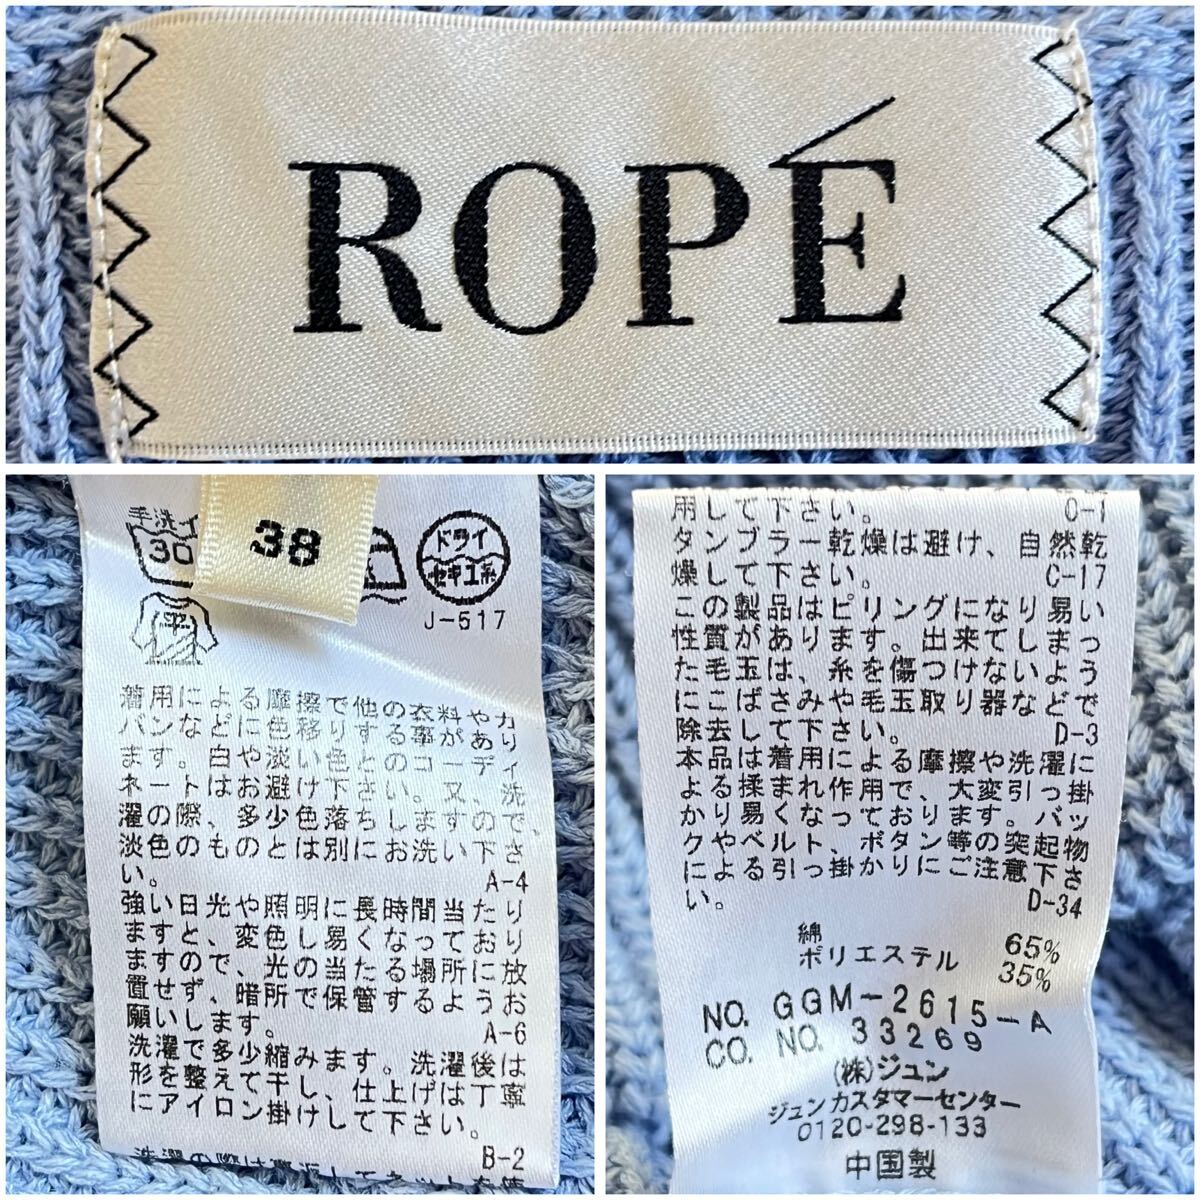 ROPÉ
手洗イ
30
38
ドライ
セキユ系
J-517
着用による摩擦で他の衣料やカ
バンなどに色移りする事があり
ます。白や淡い色とのコーディ
ネートはお避け下さい。又、洗
濯の際、多少色落ちしますので、
淡色のものとは別にお洗い下さ
い。
A-4
強い日光や照明に長時間当たり
ますと、変色し易くなっており
ますので、光の当たる場所に放
置せず、暗所で保管するようお
願いします。
A-6
洗濯で多少縮みます。洗濯後は
形を整えて干し、仕上げは丁寧
にアイロン掛けして下さい。
B-2
洗濯の際は裏返してネット使
用して下さい。
C-1
タンブラー乾燥は避け、自然乾
燥して下さい。
C-17
この製品はピリングになり易い
性質があります。出来てしまっ
た毛玉は、糸を傷つけないよう
にこばさみや毛玉取り器などで
除去して下さい。
D-3
本品は着用による摩擦や洗濯に
よる揉まれ作用で、大変引っ掛
かり易くなっております。バッ
クやベルト、ボタン等の突起物
による引っ掛かりにご注意下さ
い。
D-34
綿 65%
ポリエステル 35%
NO. GGM-2615-A
CO. NO. 33269
(株)ジュン
ジュンカスタマーセンター
0120-298-133
中国製